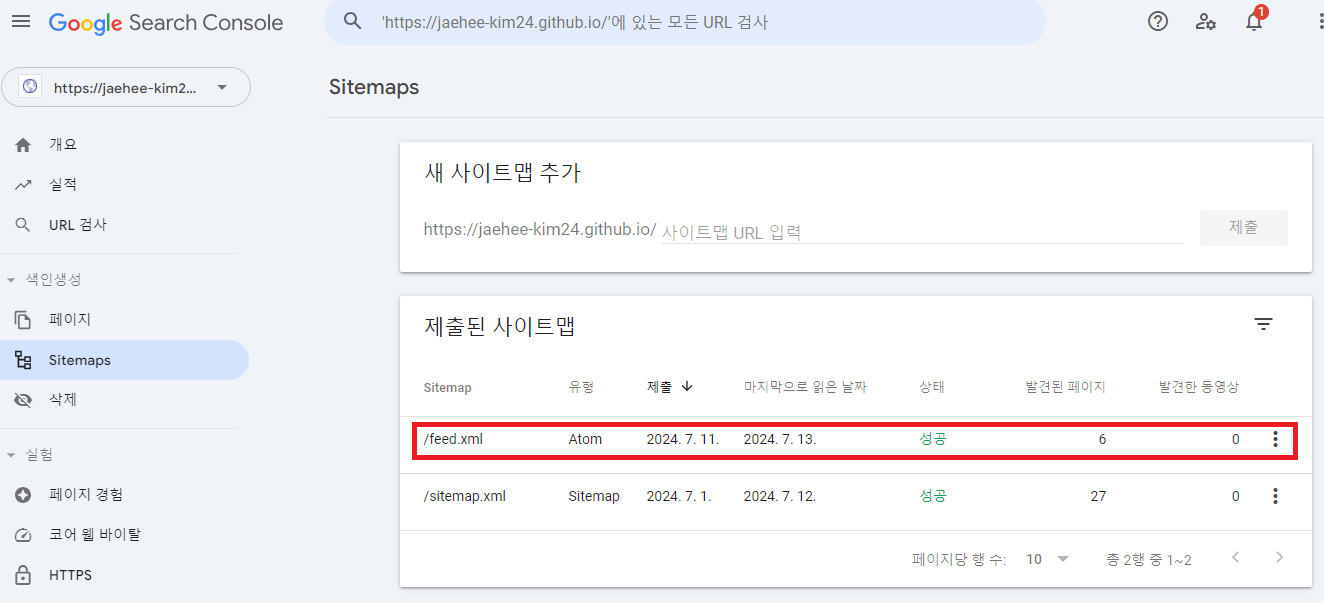 Google Search Console
'https://jaehee-kim24.github.io/'에 있는 모든 URL 검사
1
https://jaehee-kim2...
Sitemaps
개요
실적
URL 검사
색인생성
페이지
Sitemaps
삭제
실험
페이지 경험
코어 웹 바이탈
HTTPS
새 사이트맵 추가
https://jaehee-kim24.github.io/ 사이트맵 URL 입력 제출
제출된 사이트맵
Sitemap 유형 제출 마지막으로 읽은 날짜 상태 발견된 페이지 발견한 동영상
/feed.xml Atom 2024. 7. 11. 2024. 7. 13. 성공 6 0
/sitemap.xml Sitemap 2024. 7. 1. 2024. 7. 12. 성공 27 0
페이지당 행 수: 10 총 2행 중 1~2